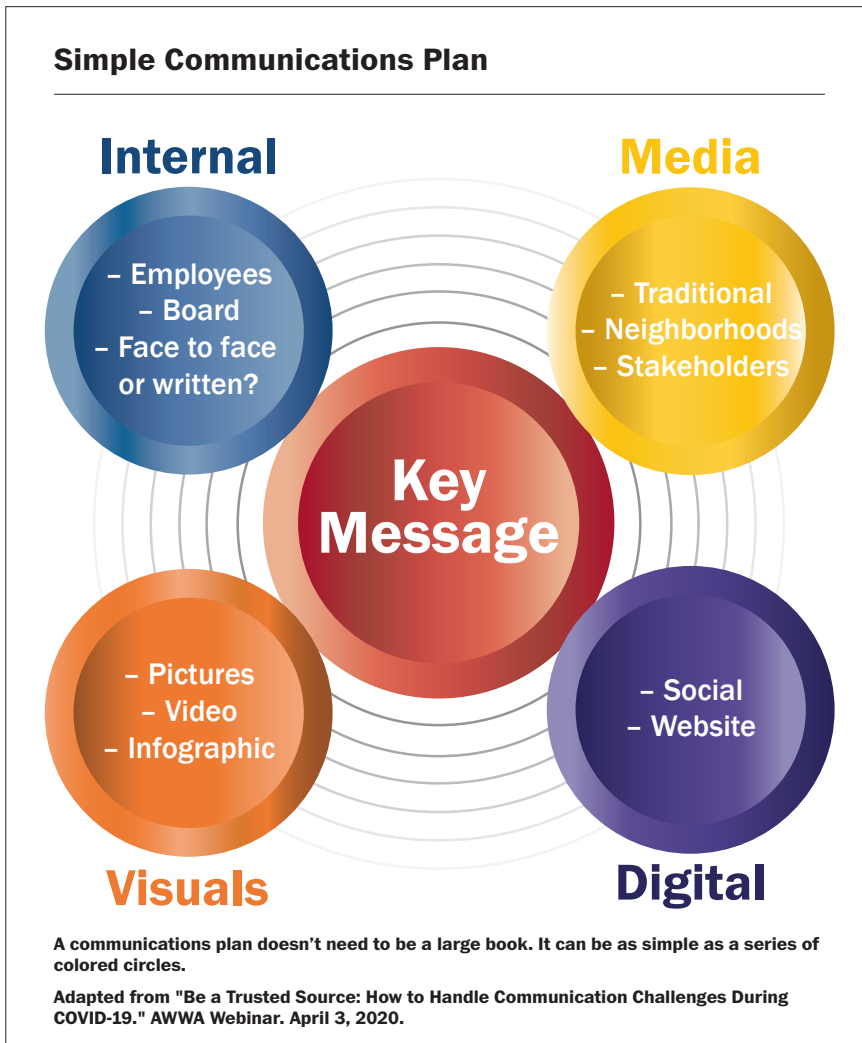 Simple Communications Plan
Internal
– Employees
– Board
– Face to face
or written?
Media
– Traditional
– Neighborhoods
– Stakeholders
Key
Message
– Pictures
– Video
– Infographic
Visuals
– Social
– Website
Digital
A communications plan doesn’t need to be a large book. It can be as simple as a series of
colored circles.
Adapted from "Be a Trusted Source: How to Handle Communication Challenges During
COVID-19." AWWA Webinar. April 3, 2020.